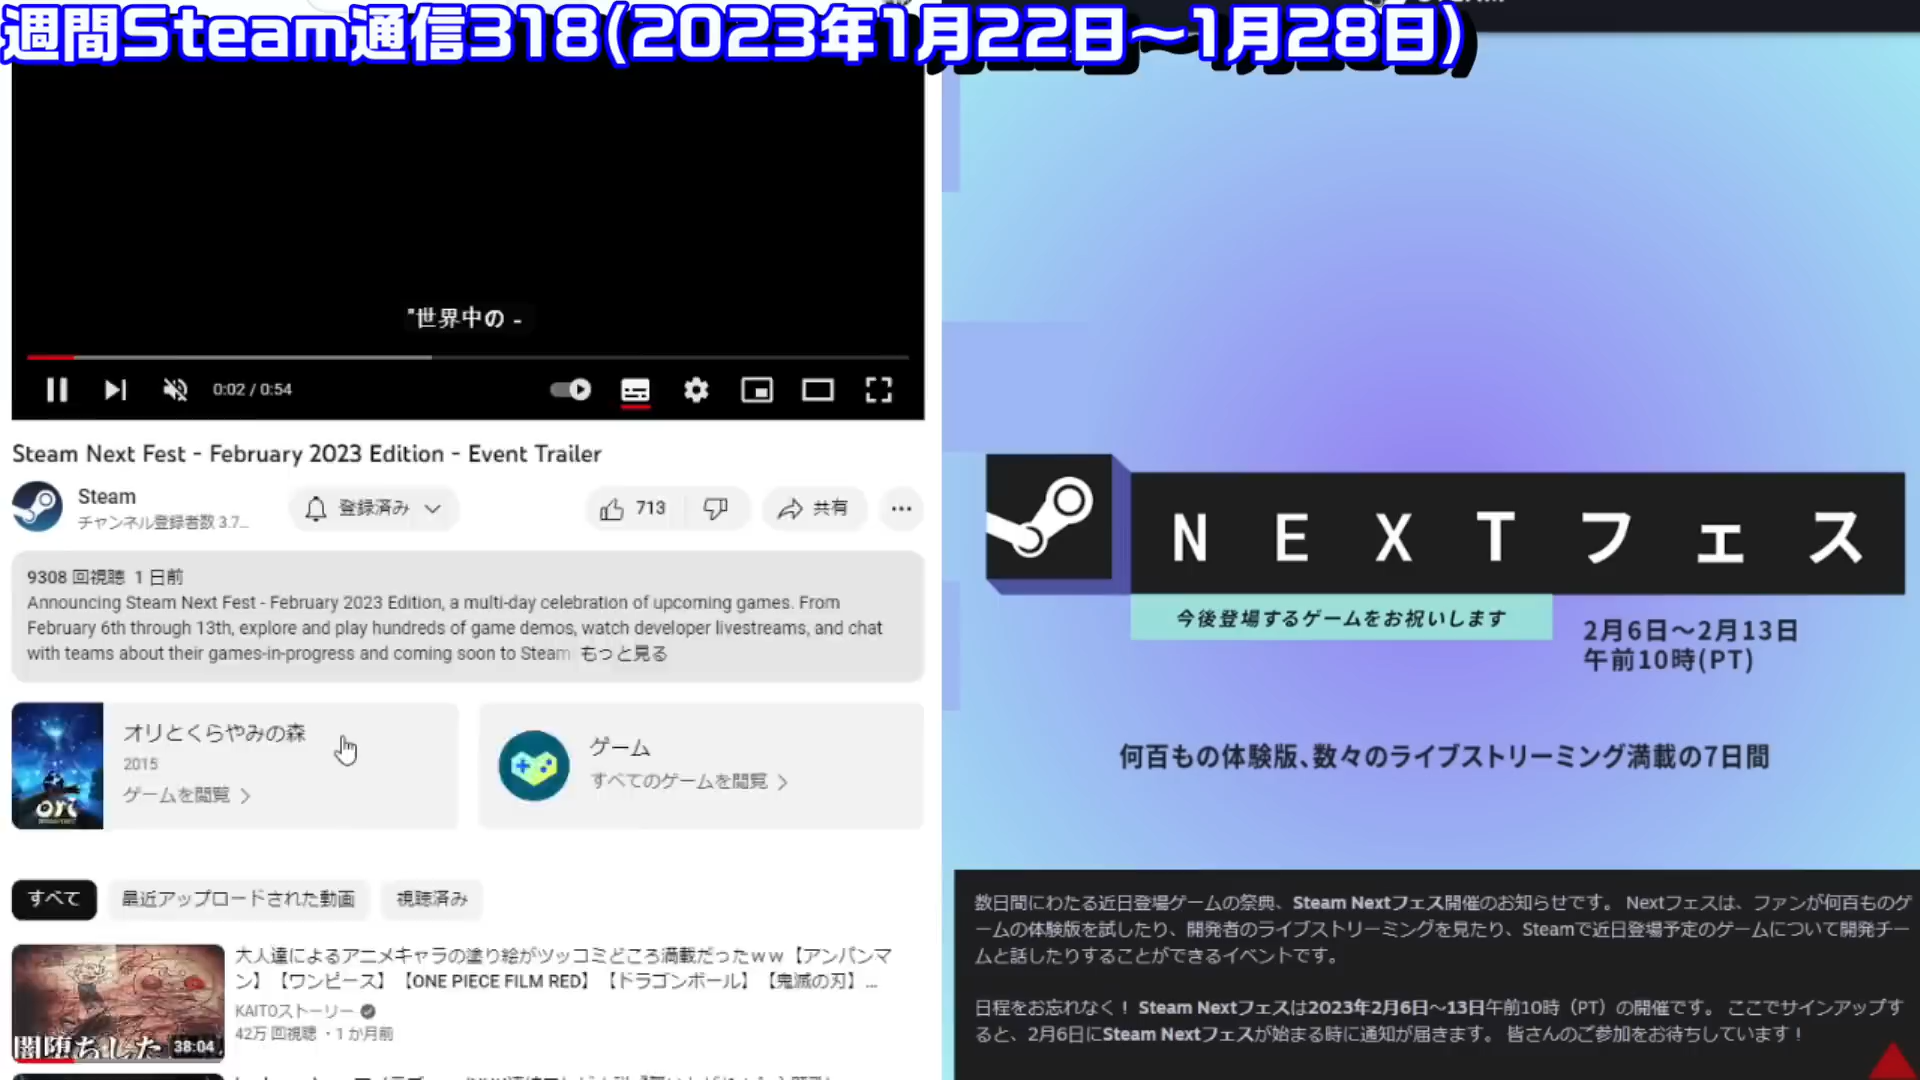 週間Steam通信318(2023年1月22日～1月28日)
"世界中の -
0:02 / 0:54
Steam Next Fest - February 2023 Edition - Event Trailer
Steam
チャンネル登録者数 3.7...
登録済み
713
共有
9308 回視聴 1 日前
Announcing Steam Next Fest - February 2023 Edition, a multi-day celebration of upcoming games. From
February 6th through 13th, explore and play hundreds of game demos, watch developer livestreams, and chat
with teams about their games-in-progress and coming soon to Steam もっと見る
オリとくらやみの森
2015
ゲームを閲覧
ori
ゲーム
すべてのゲームを閲覧
すべて
最近アップロードされた動画
視聴済み
大人達によるアニメキャラの塗り絵がツッコミどころ満載だったｗｗ【アンパンマ
ン】【ワンピース】【ONE PIECE FILM RED】【ドラゴンボール】【鬼滅の刃】...
KAITOストーリー
42万 回視聴・1 か月前
闇堕ちした
38:04
NEXTフェス
今後登場するゲームをお祝いします
2月6日～2月13日
午前10時(PT)
何百もの体験版、数々のライブストリーミング満載の7日間
数日間にわたる近日登場ゲームの祭典、Steam Nextフェス開催のお知らせです。 Nextフェスは、ファンが何百ものゲ
ームの体験版を試したり、開発者のライブストリーミングを見たり、Steamで近日登場予定のゲームについて開発チー
ムと話したりすることができるイベントです。
日程をお忘れなく！ Steam Nextフェスは2023年2月6日～13日午前10時（PT）の開催です。 ここでサインアップす
ると、2月6日にSteam Nextフェスが始まる時に通知が届きます。 皆さんのご参加をお待ちしています！